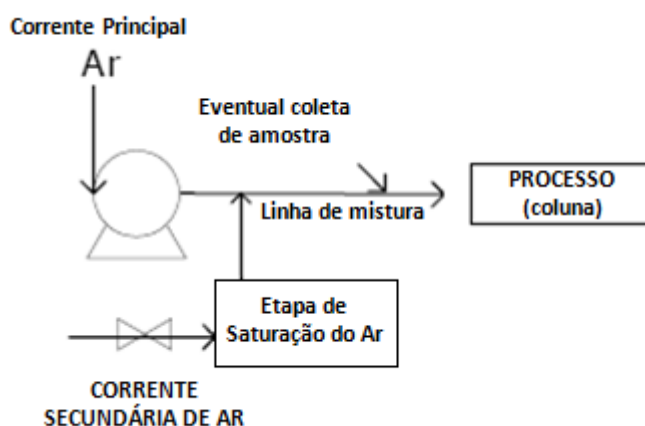 Corrente Principal
Ar
Eventual coleta
de amostra
Linha de mistura
PROCESSO
(coluna)
Etapa de
Saturação do Ar
CORRENTE
SECUNDÁRIA DE AR